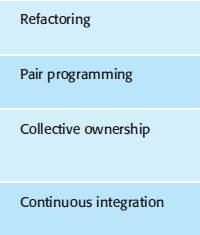 Refactoring
Pair programming
Collective ownership
Continuous integration